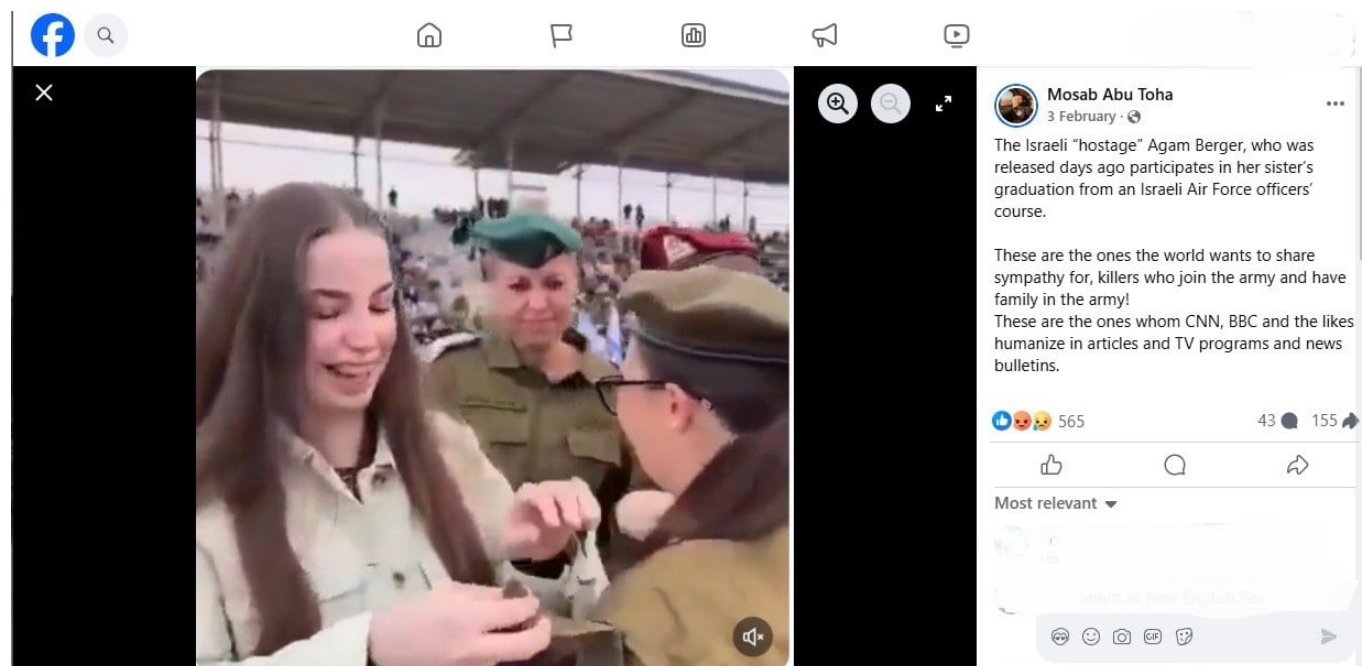 Mosab Abu Toha
3 February
The Israeli “hostage” Agam Berger, who was
released days ago participates in her sister’s
graduation from an Israeli Air Force officers’
course.
These are the ones the world wants to share
sympathy for, killers who join the army and have
family in the army!
These are the ones whom CNN, BBC and the likes
humanize in articles and TV programs and news
bulletins.
565
43
155
Most relevant
GIF